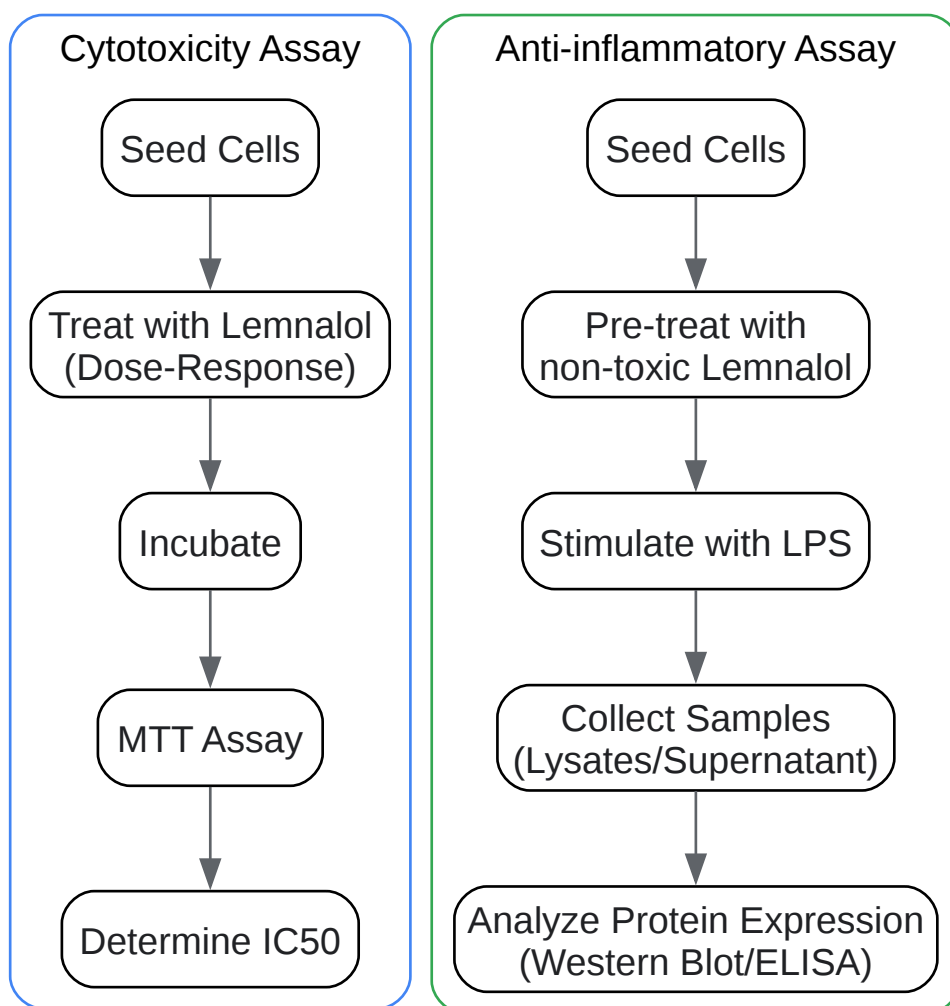 Cytotoxicity Assay
Seed Cells
Treat with Lemnalol
(Dose-Response)
Incubate
MTT Assay
Determine IC50
Anti-inflammatory Assay
Seed Cells
Pre-treat with
non-toxic Lemnalol
Stimulate with LPS
Collect Samples
(Lysates/Supernatant)
Analyze Protein Expression
(Western Blot/ELISA)